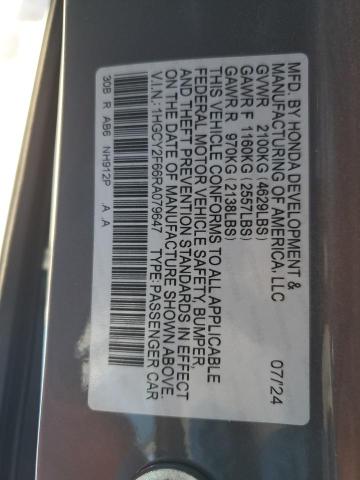 MFD. BY HONDA DEVELOPMENT &
MANUFACTURING OF AMERICA, LLC 07/'24
GVWR 2100KG (4629LBS)
GAWR F 1160KG (2557LBS)
GAWR R 970KG (2138LBS)
THIS VEHICLE CONFORMS TO ALL APPLICABLE
FEDERAL MOTOR VEHICLE SAFETY, BUMPER,
AND THEFT PREVENTION STANDARDS IN EFFECT
ON THE DATE OF MANUFACTURE SHOWN ABOVE.
V.I.N.:1HGCY2F66RA079647 TYPE:PASSENGER CAR
30B R AB6 NH912P .A .A